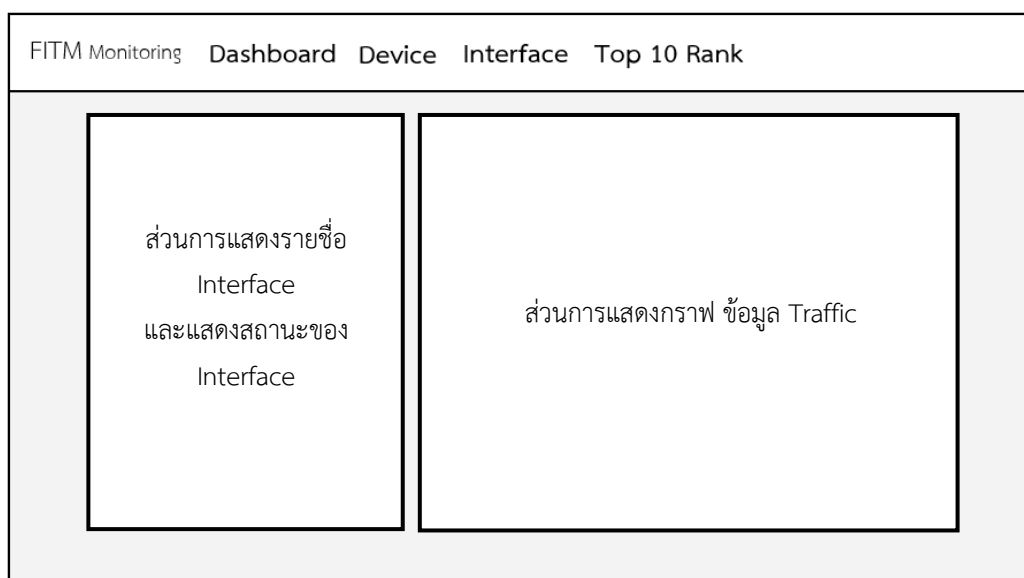 FITM Monitoring Dashboard Device Interface Top 10 Rank
ส่วนการแสดงรายชื่อ
Interface
และแสดงสถานะของ
Interface
ส่วนการแสดงกราฟ ข้อมูล Traffic